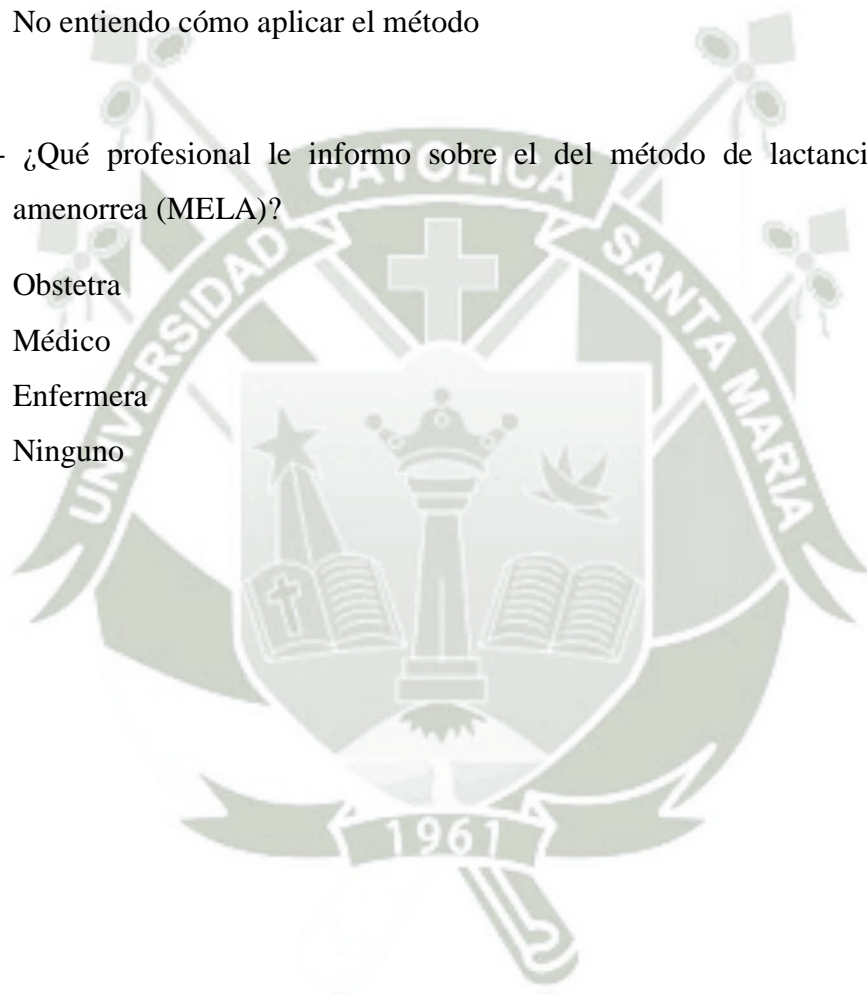 No entiendo cómo aplicar el método
- ¿Qué profesional le informo sobre el del método de lactanci
amenorrea (MELA)?
Obstetra
Médico
Enfermera
Ninguno
UNIVERSIDAD CATOLICA SANTA MARIA
1961